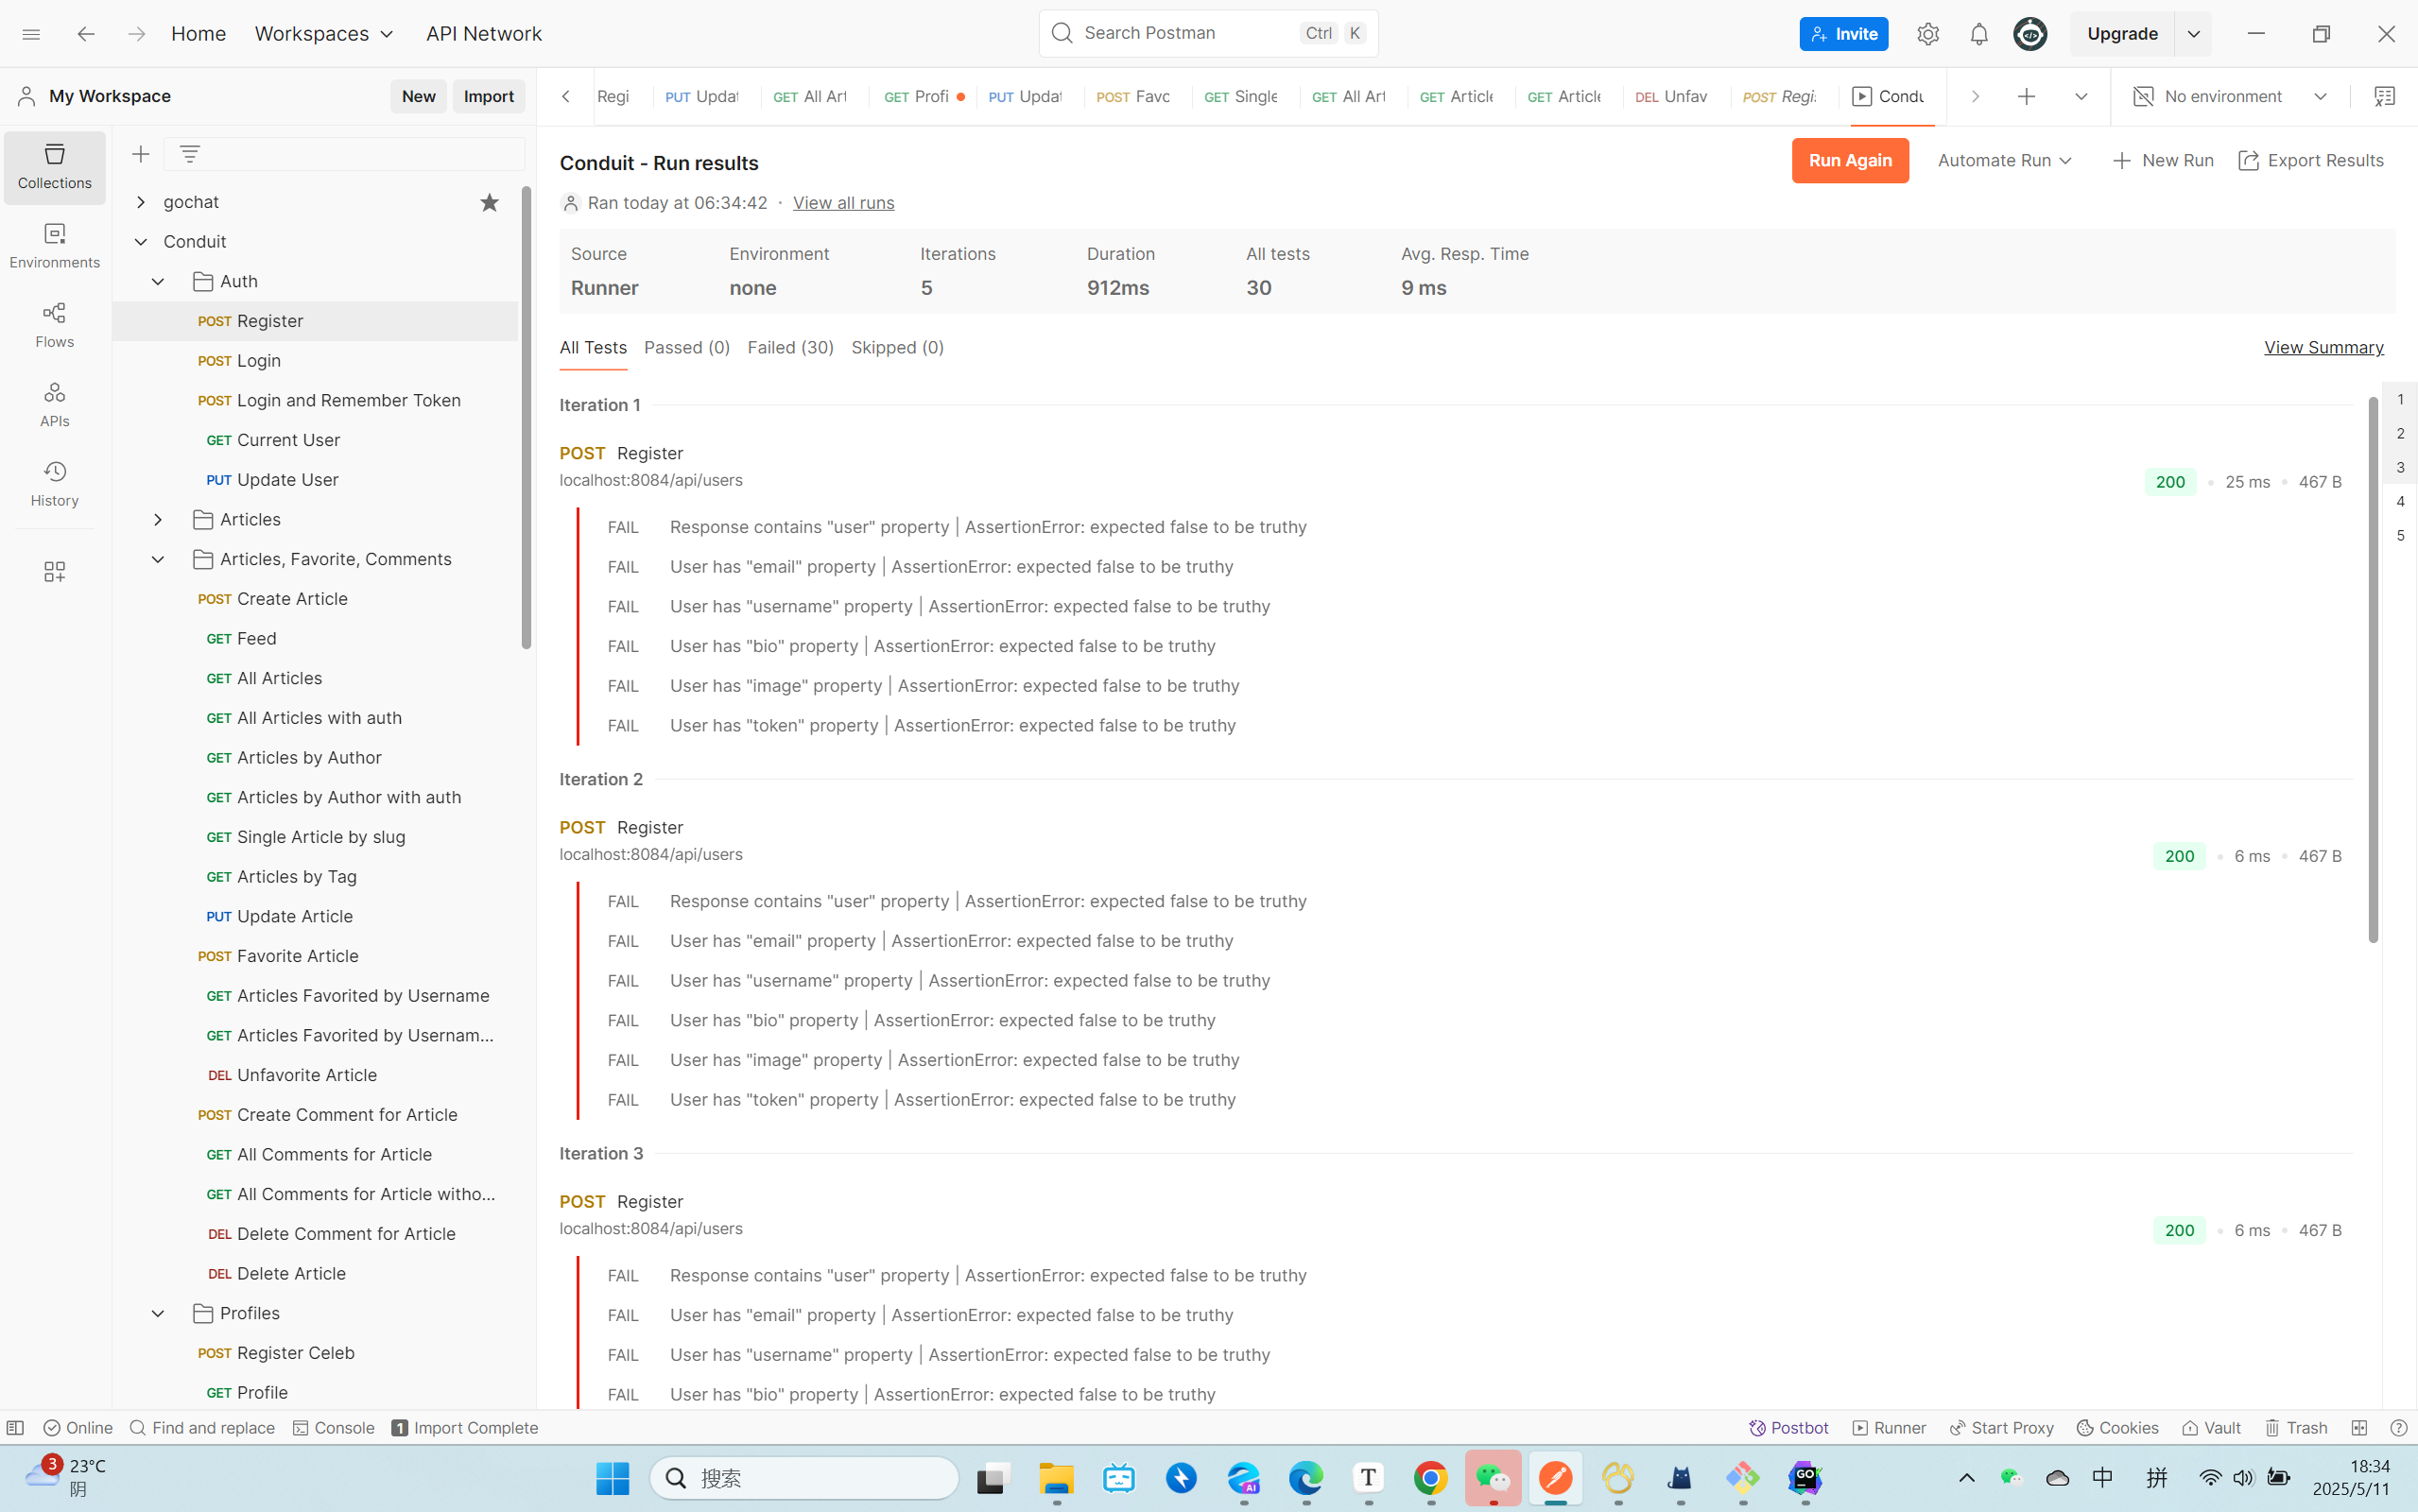 Home
Workspaces
API Network
Search Postman
Ctrl K
Invite
Upgrade
My Workspace
New
Import
Regi
PUT Updat
GET All Art
GET Profi
PUT Updat
POST Favc
GET Single
GET All Art
GET Article
GET Article
DEL Unfav
POST Regi
Condu
No environment
Collections
Environments
Flows
APIs
History
gochat
Conduit
Auth
POST Register
POST Login
POST Login and Remember Token
GET Current User
PUT Update User
Articles
Articles, Favorite, Comments
POST Create Article
GET Feed
GET All Articles
GET All Articles with auth
GET Articles by Author
GET Articles by Author with auth
GET Single Article by slug
GET Articles by Tag
PUT Update Article
POST Favorite Article
GET Articles Favorited by Username
GET Articles Favorited by Usernam...
DEL Unfavorite Article
POST Create Comment for Article
GET All Comments for Article
GET All Comments for Article witho...
DEL Delete Comment for Article
DEL Delete Article
Profiles
POST Register Celeb
GET Profile
Conduit - Run results
Run Again
Automate Run
New Run
Export Results
Ran today at 06:34:42 · View all runs
Source Environment Iterations Duration All tests Avg. Resp. Time
Runner none 5 912ms 30 9 ms
All Tests Passed (0) Failed (30) Skipped (0)
View Summary
1
2
3
4
5
Iteration 1
POST Register
localhost:8084/api/users
200 • 25 ms • 467 B
FAIL Response contains "user" property | AssertionError: expected false to be truthy
FAIL User has "email" property | AssertionError: expected false to be truthy
FAIL User has "username" property | AssertionError: expected false to be truthy
FAIL User has "bio" property | AssertionError: expected false to be truthy
FAIL User has "image" property | AssertionError: expected false to be truthy
FAIL User has "token" property | AssertionError: expected false to be truthy
Iteration 2
POST Register
localhost:8084/api/users
200 • 6 ms • 467 B
FAIL Response contains "user" property | AssertionError: expected false to be truthy
FAIL User has "email" property | AssertionError: expected false to be truthy
FAIL User has "username" property | AssertionError: expected false to be truthy
FAIL User has "bio" property | AssertionError: expected false to be truthy
FAIL User has "image" property | AssertionError: expected false to be truthy
FAIL User has "token" property | AssertionError: expected false to be truthy
Iteration 3
POST Register
localhost:8084/api/users
200 • 6 ms • 467 B
FAIL Response contains "user" property | AssertionError: expected false to be truthy
FAIL User has "email" property | AssertionError: expected false to be truthy
FAIL User has "username" property | AssertionError: expected false to be truthy
FAIL User has "bio" property | AssertionError: expected false to be truthy
Online
Find and replace
Console
1 Import Complete
Postbot
Runner
Start Proxy
Cookies
Vault
Trash
3
23°C
阴
搜索
AI
T
GO
中
拼
18:34
2025/5/11